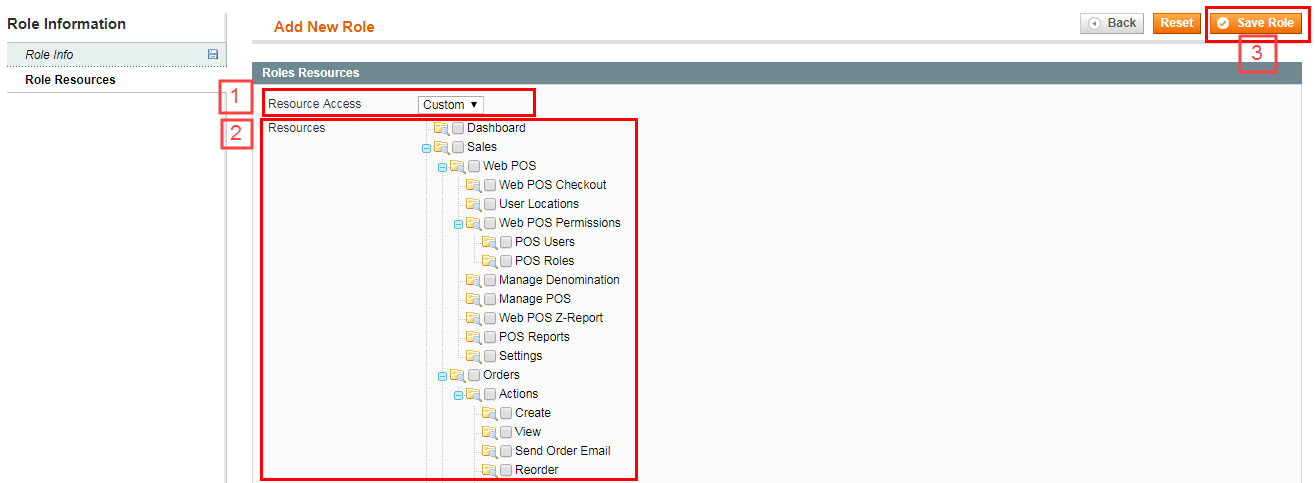 Role Information
Role Info
Role Resources
Add New Role
Back
Reset
Save Role
3
Roles Resources
1
Resource Access
Custom
2
Resources
Dashboard
Sales
Web POS
Web POS Checkout
User Locations
Web POS Permissions
POS Users
POS Roles
Manage Denomination
Manage POS
Web POS Z-Report
POS Reports
Settings
Orders
Actions
Create
View
Send Order Email
Reorder